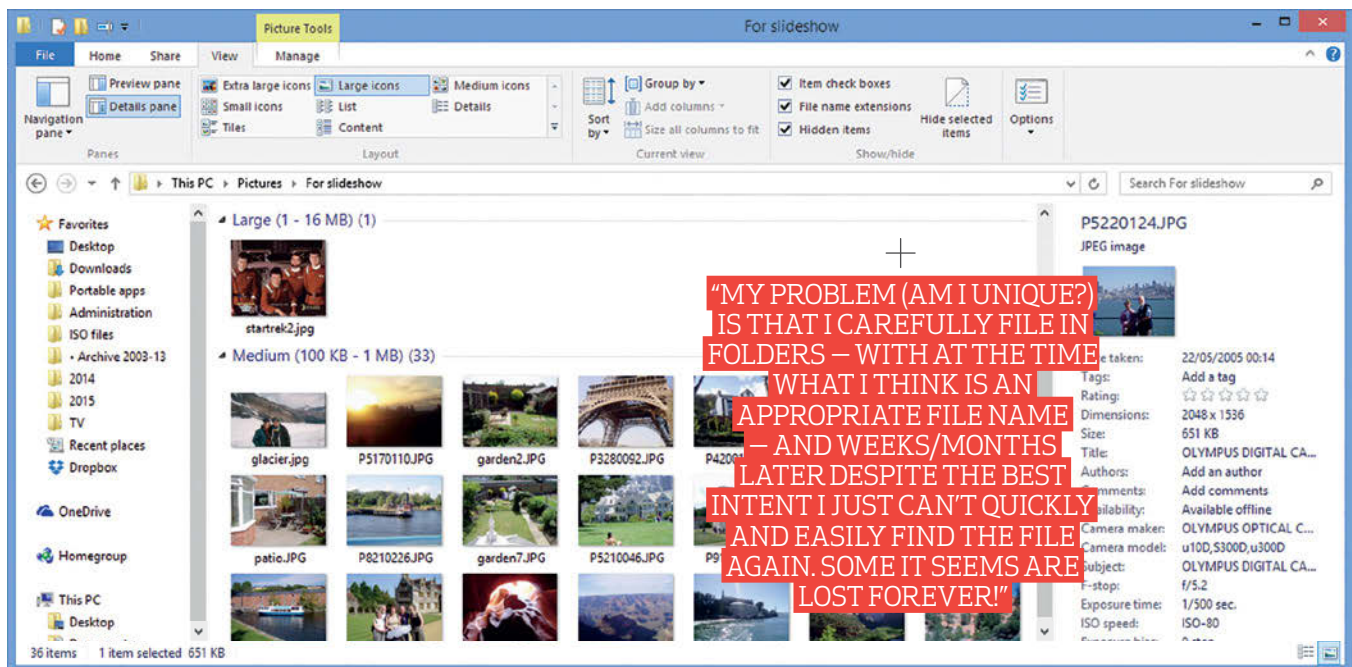 Picture Tools
For slideshow
File Home Share View Manage
Navigation pane
Preview pane
Details pane
Panes
Extra large icons Large icons Medium icons
Small icons List Details
Tiles Content
Layout
Sort by
Group by
Add columns
Size all columns to fit
Current view
Item check boxes
File name extensions
Hidden items
Hide selected items
Show/hide
Options
This PC Pictures For slideshow
Search For slideshow
Favorites
Desktop
Downloads
Portable apps
Administration
ISO files
• Archive 2003-13
2014
2015
TV
Recent places
Dropbox
OneDrive
Homegroup
This PC
Desktop
Large (1 - 16 MB) (1)
startrek2.jpg
Medium (100 KB - 1 MB) (33)
glacier.jpg P5170110.JPG garden2.JPG P3280092.JPG
patio.JPG P8210226.JPG garden7.JPG P5210046.JPG
“MY PROBLEM (AM I UNIQUE?)
IS THAT I CAREFULLY FILE IN
FOLDERS — WITH AT THE TIME
WHAT I THINK IS AN
APPROPRIATE FILE NAME
— AND WEEKS/MONTHS
LATER DESPITE THE BEST
INTENT I JUST CAN’T QUICKLY
AND EASILY FIND THE FILE
AGAIN. SOME IT SEEMS ARE
LOST FOREVER!”
P5220124.JPG
JPEG image
taken: 22/05/2005 00:14
Tags: Add a tag
Rating:
Dimensions: 2048 x 1536
Size: 651 KB
Title: OLYMPUS DIGITAL CA...
Authors: Add an author
Add comments
Available offline
Camera maker: OLYMPUS OPTICAL C...
Camera model: u10D,S300D,u300D
Subject: OLYMPUS DIGITAL CA...
F-stop: f/5.2
Exposure time: 1/500 sec.
ISO speed: ISO-80
36 items 1 item selected 651 KB